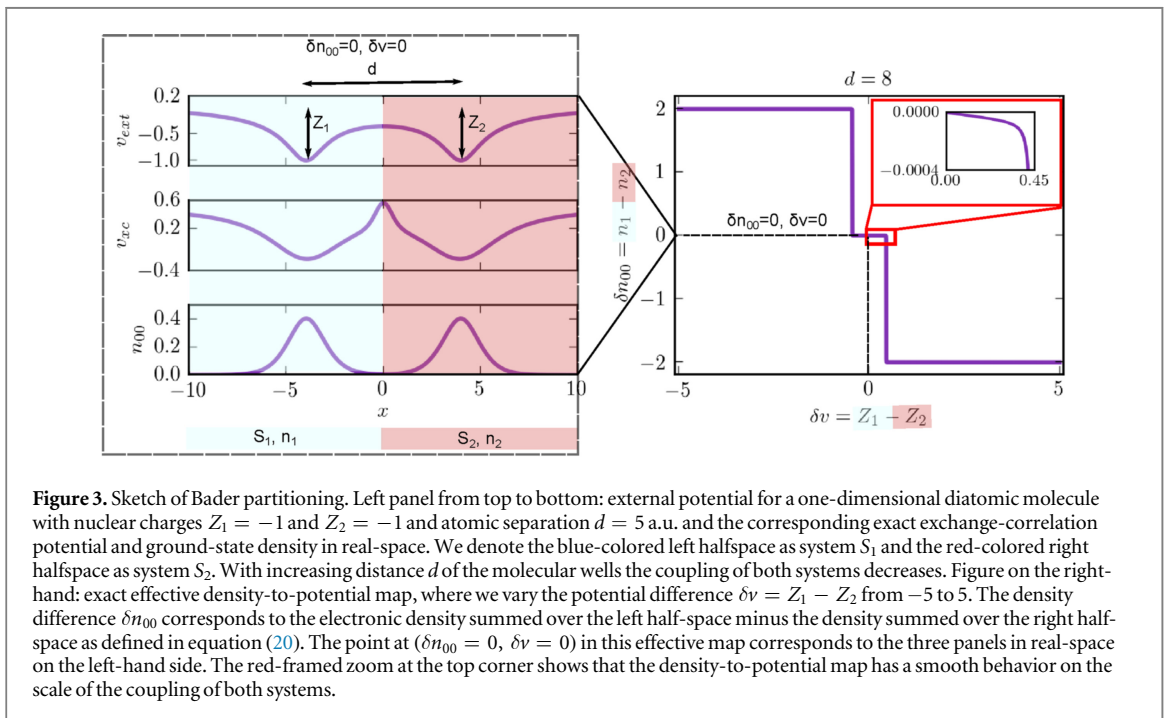 δn00=0, δv=0
d
0.2
−0.5
−1.0
vext
Z1
Z2
0.6
0.2
−0.4
vxc
0.4
0.2
0.0
n00
−10
−5
0
5
10
x
S1, n1
S2, n2
d = 8
2
1
0
−1
−2
δn00 = n1 − n2
δn00=0, δv=0
0.0000
−0.0004
0.00
0.45
−5
0
5
δv = Z1 − Z2
Figure 3. Sketch of Bader partitioning. Left panel from top to bottom: external potential for a one-dimensional diatomic molecule
with nuclear charges Z1 = −1 and Z2 = −1 and atomic separation d = 5 a.u. and the corresponding exact exchange-correlation
potential and ground-state density in real-space. We denote the blue-colored left halfspace as system S1 and the red-colored right
halfspace as system S2. With increasing distance d of the molecular wells the coupling of both systems decreases. Figure on the right-
hand: exact effective density-to-potential map, where we vary the potential difference δv = Z1 − Z2 from −5 to 5. The density
difference δn00 corresponds to the electronic density summed over the left half-space minus the density summed over the right half-
space as defined in equation (20). The point at (δn00 = 0, δv = 0) in this effective map corresponds to the three panels in real-space
on the left-hand side. The red-framed zoom at the top corner shows that the density-to-potential map has a smooth behavior on the
scale of the coupling of both systems.